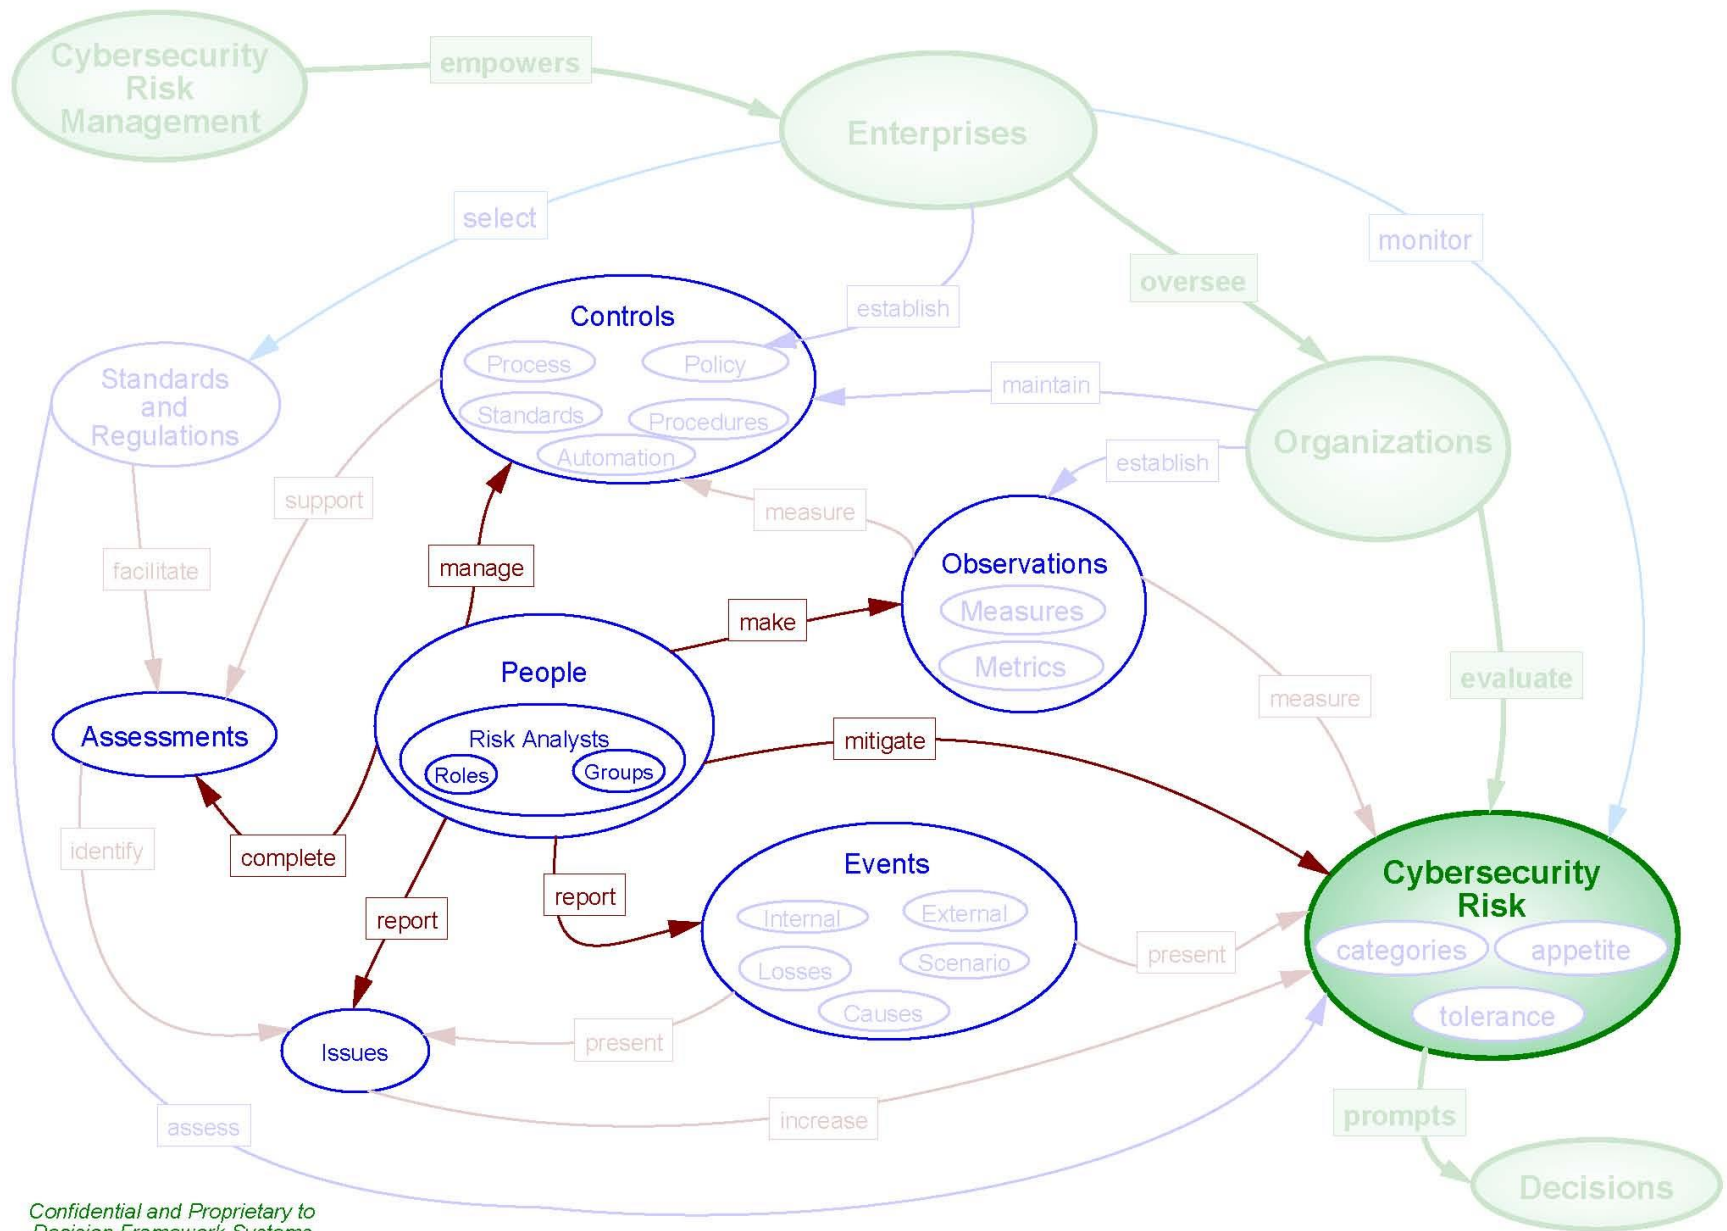 Cybersecurity
Risk
Management
empowers
Enterprises
select
monitor
oversee
establish
Controls
Process
Policy
Standards
Procedures
Automation
maintain
Standards
and
Regulations
Organizations
establish
support
measure
facilitate
manage
Observations
Measures
Metrics
make
People
Risk Analysts
Roles
Groups
evaluate
measure
Assessments
mitigate
identify
complete
report
report
Events
Internal
External
Losses
Scenario
Causes
Cybersecurity
Risk
categories
appetite
tolerance
present
Issues
present
increase
assess
prompts
Decisions
Confidential and Proprietary to
Decision Framework Systems